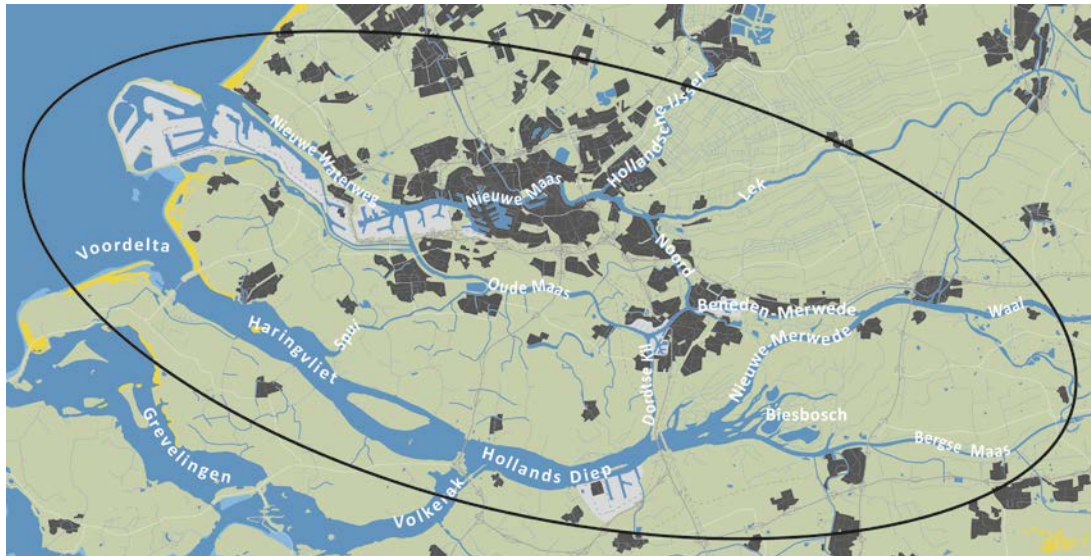 Nieuwe Waterweg
Nieuwe Maas
Hollandsche IJssel
Lek
Noord
Voordelta
Oude Maas
Beneden-Merwede
Waal
Spui
Haringvliet
Dordtse Kil
Nieuwe-Merwede
Biesbosch
Bergse Maas
Grevelingen
Hollands Diep
Volkerak